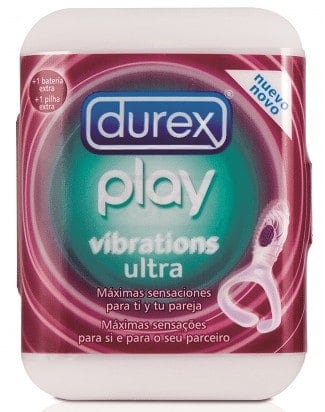 +1 batería
extra
+1 pilha
extra
nuevo
novo
durex
play
vibrations
ultra
Máximas sensaciones
para ti y tu pareja
Máximas sensações
para si e para o seu parceiro